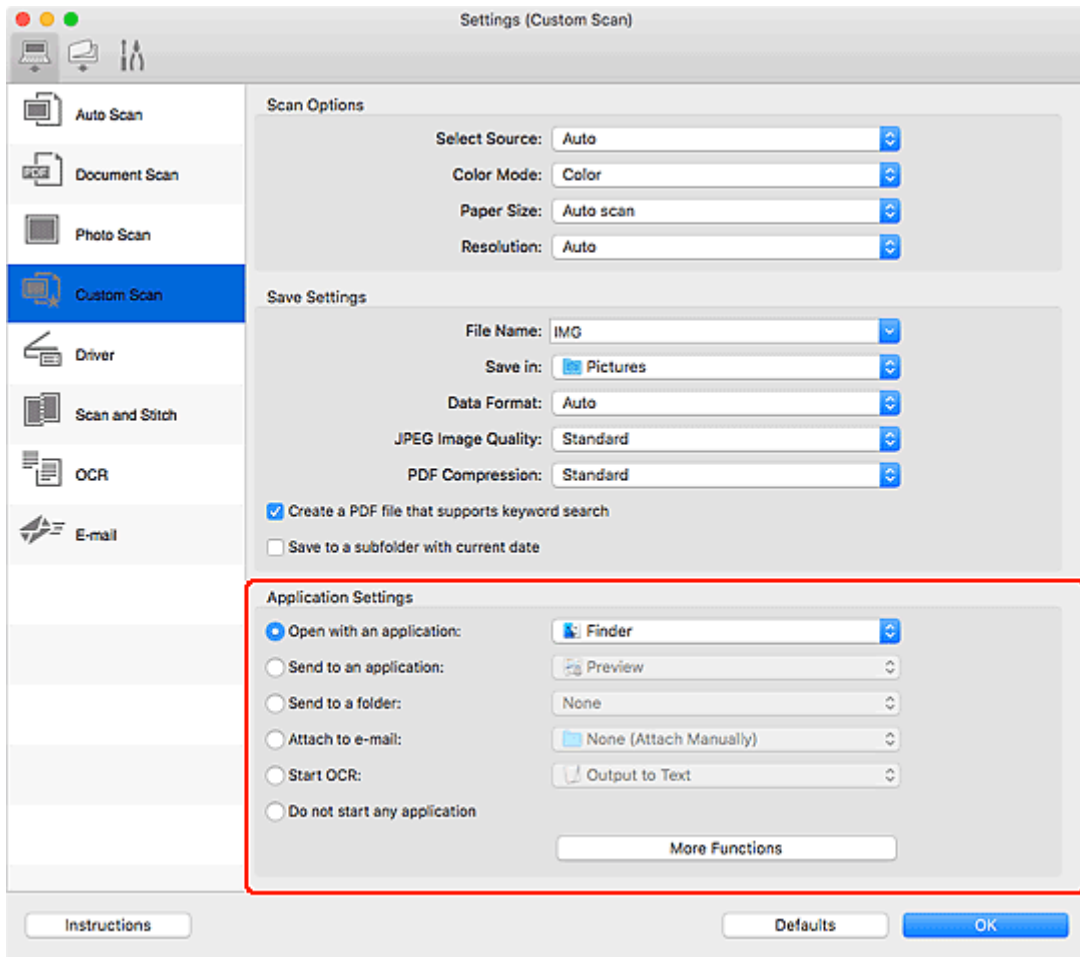 Settings (Custom Scan)
Auto Scan
Document Scan
Photo Scan
Custom Scan
Driver
Scan and Stitch
OCR
E-mail
Scan Options
Select Source: Auto
Color Mode: Color
Paper Size: Auto scan
Resolution: Auto
Save Settings
File Name: IMG
Save in: Pictures
Data Format: Auto
JPEG Image Quality: Standard
PDF Compression: Standard
Create a PDF file that supports keyword search
Save to a subfolder with current date
Application Settings
Open with an application: Finder
Send to an application: Preview
Send to a folder: None
Attach to e-mail: None (Attach Manually)
Start OCR: Output to Text
Do not start any application
More Functions
Instructions
Defaults
OK